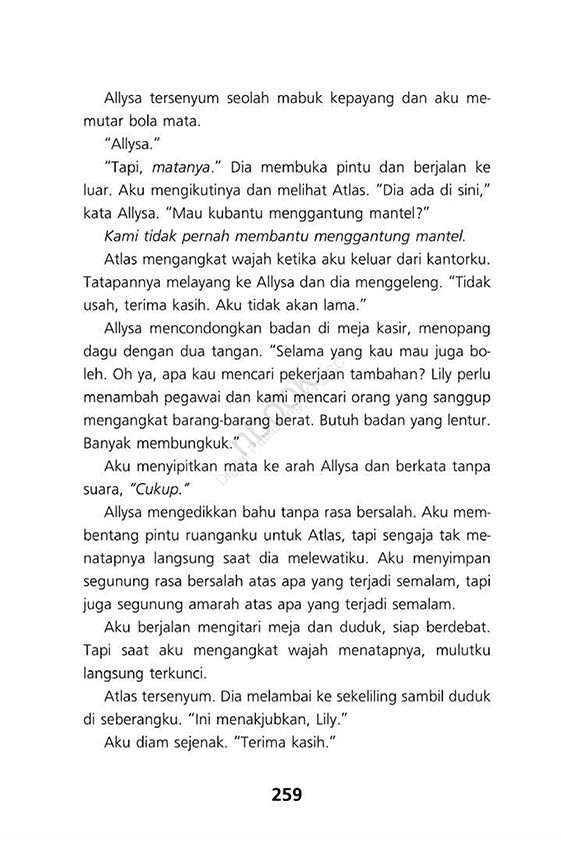 Allysa tersenyum seolah mabuk kepayang dan aku me-
mutar bola mata.
“Allysa.”
“Tapi, matanya.” Dia membuka pintu dan berjalan ke
luar. Aku mengikutinya dan melihat Atlas. “Dia ada di sini,”
kata Allysa. “Mau kubantu menggantung mantel?”
Kami tidak pernah membantu menggantung mantel.
Atlas mengangkat wajah ketika aku keluar dari kantorku.
Tatapannya melayang ke Allysa dan dia menggeleng. “Tidak
usah, terima kasih. Aku tidak akan lama.”
Allysa mencondongkan badan di meja kasir, menopang
dagu dengan dua tangan. “Selama yang kau mau juga bo-
leh. Oh ya, apa kau mencari pekerjaan tambahan? Lily perlu
menambah pegawai dan kami mencari orang yang sanggup
mengangkat barang-barang berat. Butuh badan yang lentur.
Banyak membungkuk.”
Aku menyipitkan mata ke arah Allysa dan berkata tanpa
suara, “Cukup.”
Allysa mengedikkan bahu tanpa rasa bersalah. Aku mem-
bentang pintu ruanganku untuk Atlas, tapi sengaja tak me-
natapnya langsung saat dia melewatiku. Aku menyimpan
segunung rasa bersalah atas apa yang terjadi semalam, tapi
juga segunung amarah atas apa yang terjadi semalam.
Aku berjalan mengitari meja dan duduk, siap berdebat.
Tapi saat aku mengangkat wajah menatapnya, mulutku
langsung terkunci.
Atlas tersenyum. Dia melambai ke sekeliling sambil duduk
di seberangku. “Ini menakjubkan, Lily.”
Aku diam sejenak. “Terima kasih.”
259